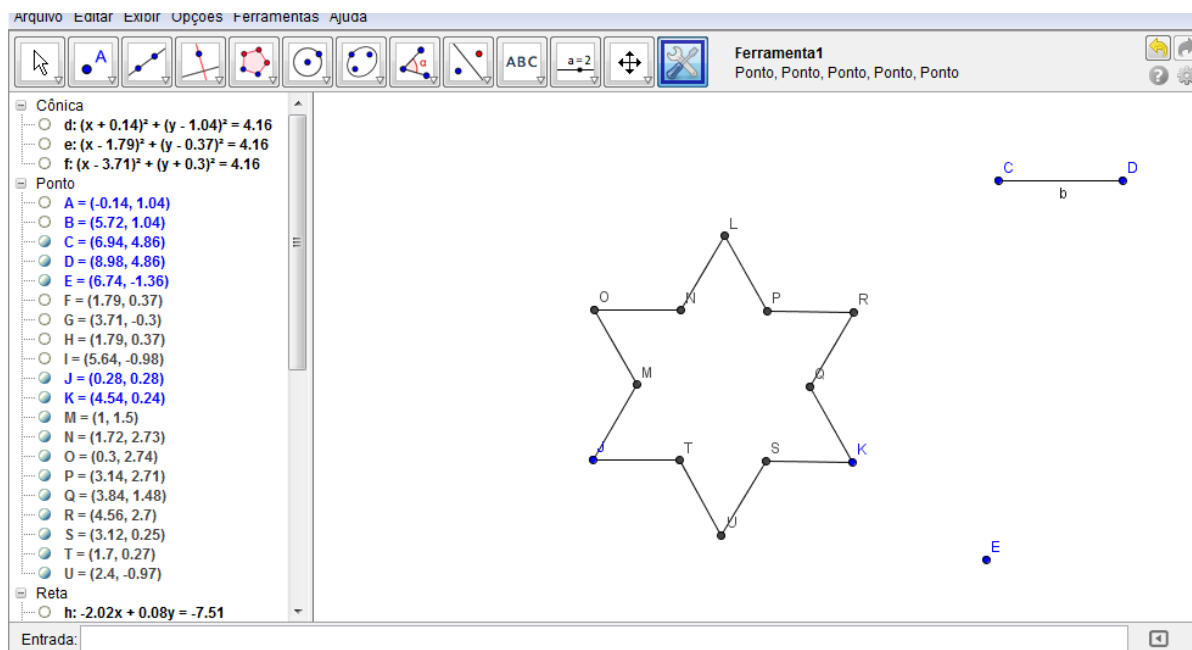 Arquivo Editar Exibir Opções Ferramentas Ajuda
A
α
ABC
a=2
Ferramenta1
Ponto, Ponto, Ponto, Ponto, Ponto
?
Cônica
d: (x + 0.14)² + (y - 1.04)² = 4.16
e: (x - 1.79)² + (y - 0.37)² = 4.16
f: (x - 3.71)² + (y + 0.3)² = 4.16
Ponto
A = (-0.14, 1.04)
B = (5.72, 1.04)
C = (6.94, 4.86)
D = (8.98, 4.86)
E = (6.74, -1.36)
F = (1.79, 0.37)
G = (3.71, -0.3)
H = (1.79, 0.37)
I = (5.64, -0.98)
J = (0.28, 0.28)
K = (4.54, 0.24)
M = (1, 1.5)
N = (1.72, 2.73)
O = (0.3, 2.74)
P = (3.14, 2.71)
Q = (3.84, 1.48)
R = (4.56, 2.7)
S = (3.12, 0.25)
T = (1.7, 0.27)
U = (2.4, -0.97)
Reta
h: -2.02x + 0.08y = -7.51
C D
b
L
O N P R
M Q
J T S K
U
E
Entrada: